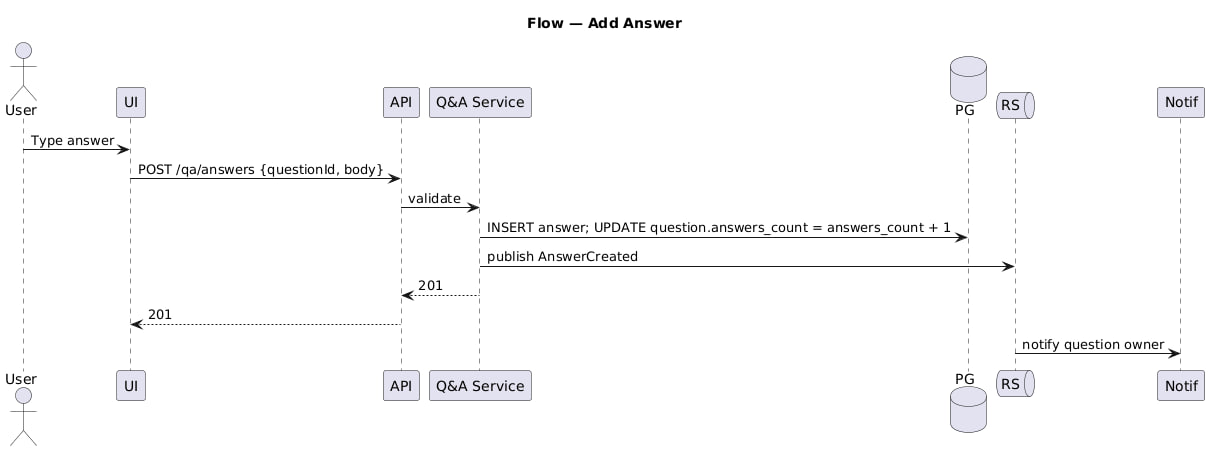 Flow — Add Answer
User
UI
API
Q&A Service
PG
RS
Notif
Type answer
POST /qa/answers {questionId, body}
validate
INSERT answer; UPDATE question.answers_count = answers_count + 1
publish AnswerCreated
201
201
notify question owner
User
UI
API
Q&A Service
PG
RS
Notif